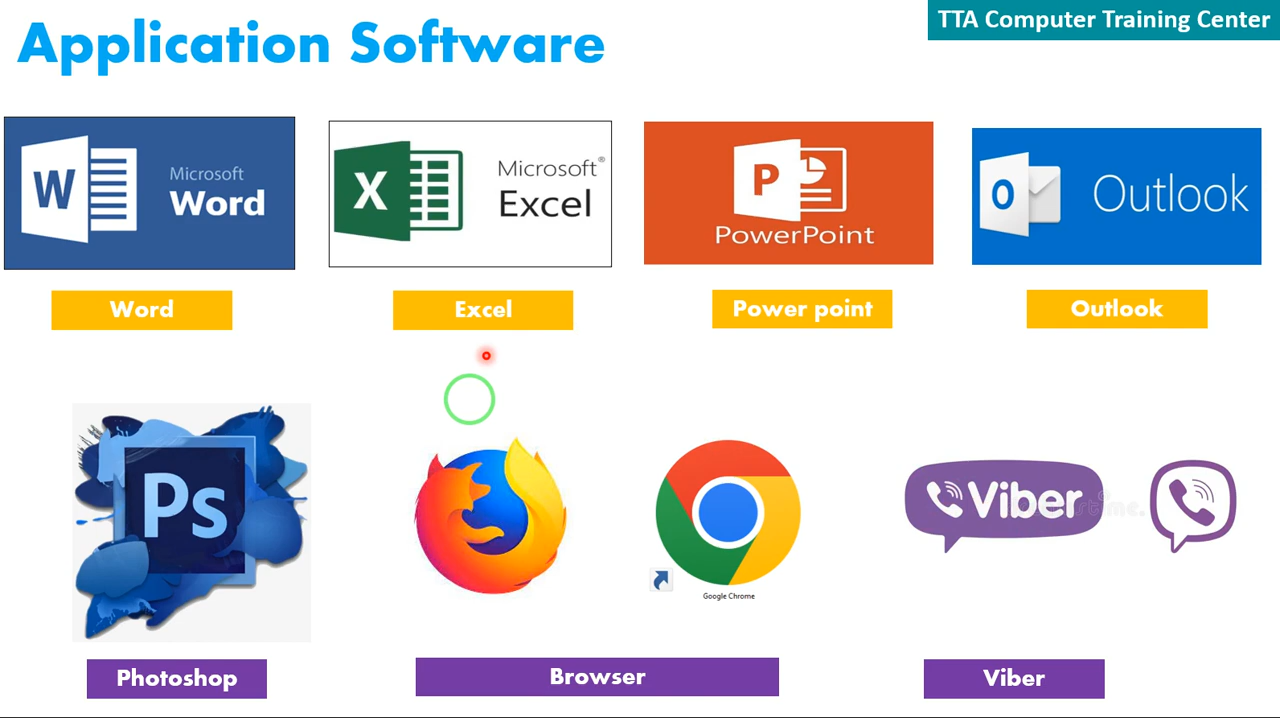 TTA Computer Training Center
Application Software
W
Microsoft
Word
X
Microsoft®
Excel
P
PowerPoint
O
Outlook
Word
Excel
Power point
Outlook
Ps
Viber
Google Chrome
Photoshop
Browser
Viber